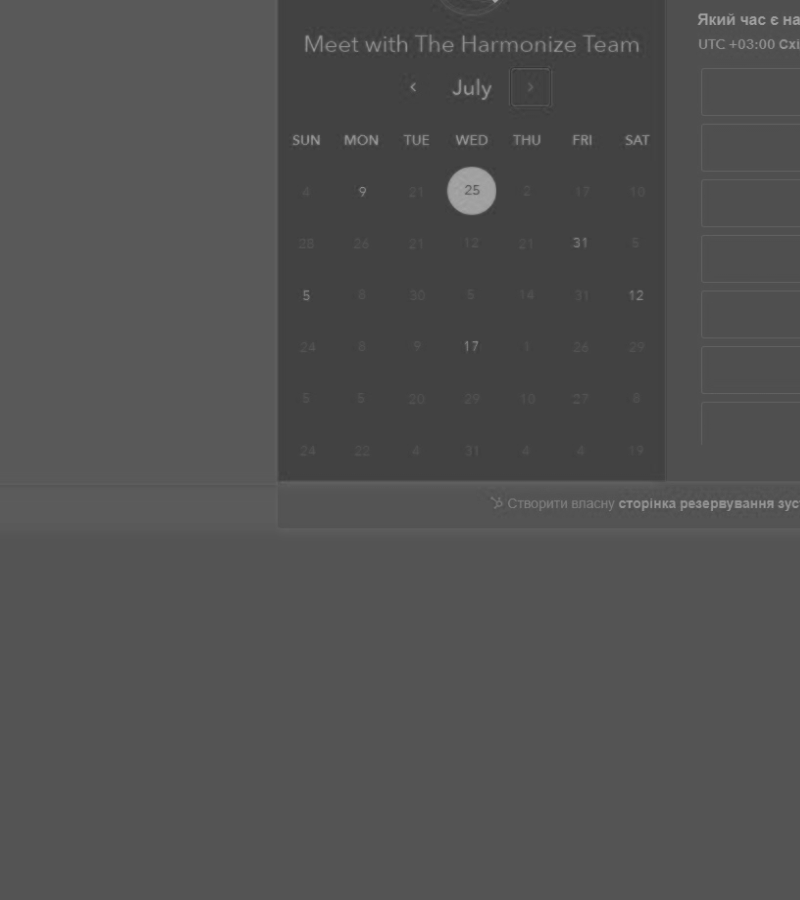 Meet with The Harmonize Team
July
SUN MON TUE WED THU FRI SAT
4 9 21 25 2 17 18
28 26 21 12 21 31 5
5 8 30 5 14 31 12
24 8 9 17 1 26 29
5 5 20 29 10 27 8
24 22 4 31 4 4 19
Який час є на
UTC +03:00 Схі
Створити власну сторінка резервування зус